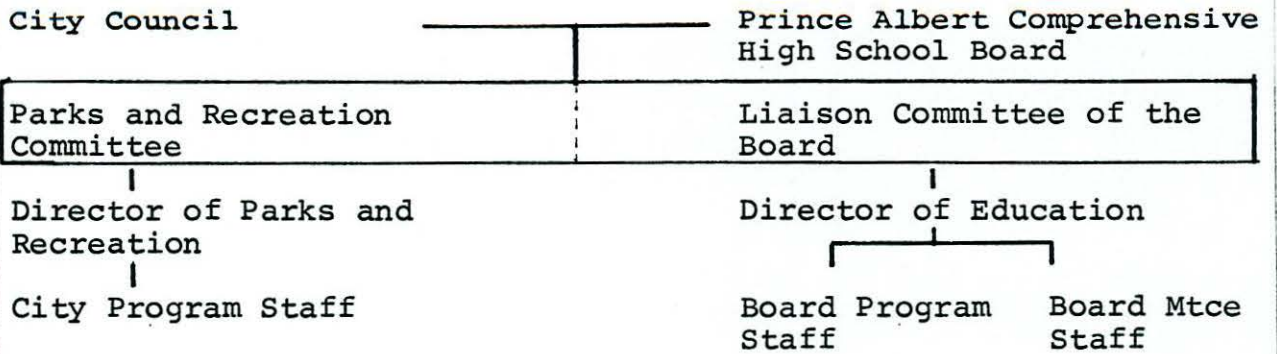 City Council
Prince Albert Comprehensive
High School Board
Parks and Recreation
Committee
Liaison Committee of the
Board
Director of Parks and
Recreation
Director of Education
City Program Staff
Board Program
Staff
Board Mtce
Staff